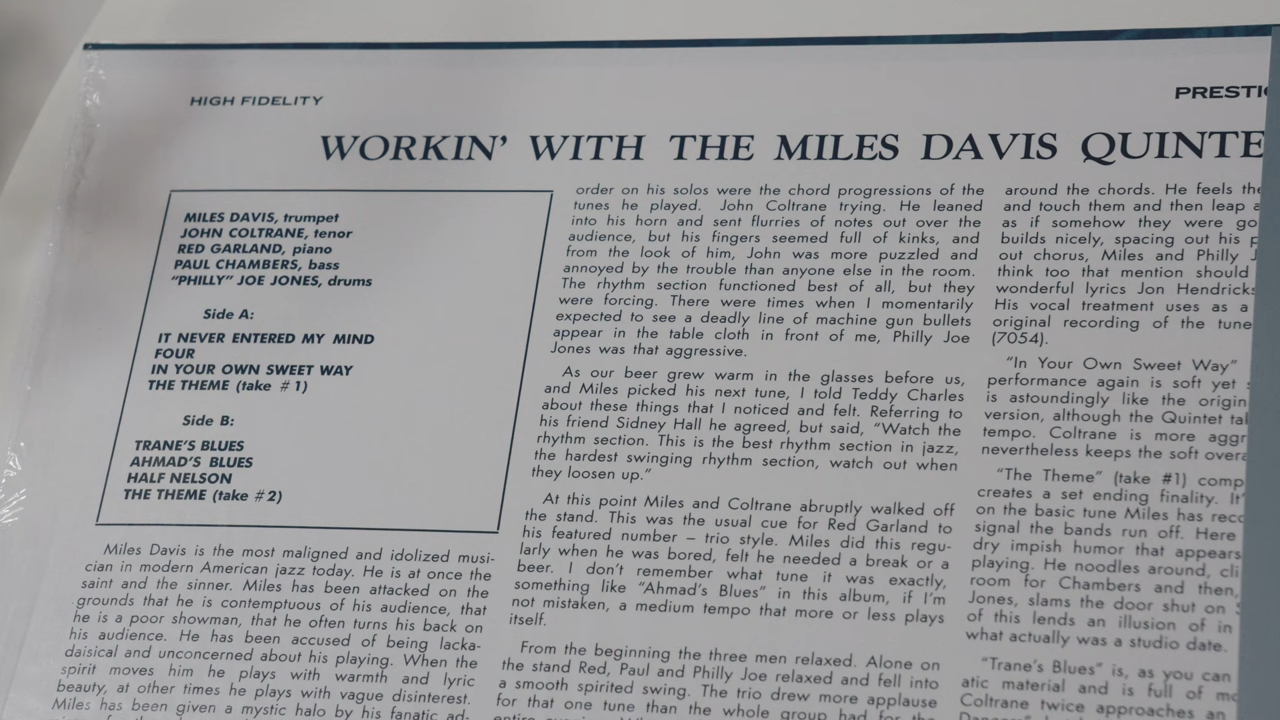 HIGH FIDELITY
WORKIN' WITH THE MILES DAVIS
MILES DAVIS, trumpet
JOHN COLTRANE, tenor
RED GARLAND, piano
PAUL CHAMBERS, bass
"PHILLY" JOE JONES, drums
Side A:
IT NEVER ENTERED MY MIND
FOUR
IN YOUR OWN SWEET WAY
THE THEME (take #1)
Side B:
TRANE'S BLUES
AHMAD'S BLUES
HALF NELSON
THE THEME (take #2)
Miles Davis is the most maligned and idolized musi-
cian in modern American jazz today. He is at once the
saint and the sinner. Miles has been attacked on the
grounds that he is contemptuous of his audience, that
he is a poor showman, that he often turns his back on
his audience. He has been accused of being lacka-
daisical and unconcerned about his playing. When the
spirit moves him he plays with warmth and lyric
beauty, at other times he plays with vague disinterest.
Miles has been given a mystic halo by his fanatic ad-
order on his solos were the chord progressions of the
tunes he played. John Coltrane trying. He leaned
into his horn and sent flurries of notes out over the
audience, but his fingers seemed full of kinks, and
from the look of him, John was more puzzled and
annoyed by the trouble than anyone else in the room.
The rhythm section functioned best of all, but they
were forcing. There were times when I momentarily
expected to see a deadly line of machine gun bullets
appear in the table cloth in front of me, Philly Joe
Jones was that aggressive.
As our beer grew warm in the glasses before us,
and Miles picked his next tune, I told Teddy Charles
about these things that I noticed and felt. Referring to
his friend Sidney Hall he agreed, but said, "Watch the
rhythm section. This is the best rhythm section in jazz,
the hardest swinging rhythm section, watch out when
they loosen up."
At this point Miles and Coltrane abruptly walked off
the stand. This was the usual cue for Red Garland to
his featured number – trio style. Miles did this regu-
larly when he was bored, felt he needed a break or a
beer. I don't remember what tune it was exactly,
something like "Ahmad's Blues" in this album, if I'm
not mistaken, a medium tempo that more or less plays
itself.
From the beginning the three men relaxed. Alone on
the stand Red, Paul and Philly Joe relaxed and fell into
a smooth spirited swing. The trio drew more applause
for that one tune than the whole group had for the
around the chords. He feels
and touch them and then leap
as if somehow they were
builds nicely, spacing out his
out chorus, Miles and Philly
think too that mention should
wonderful lyrics Jon
His vocal treatment uses as a
original recording of the tune
(7054).
"In Your Own Sweet Way"
performance again is soft yet
is astoundingly like the
version, although the Quintet
tempo. Coltrane is more
nevertheless keeps the soft
"The Theme" (take #1)
creates a set ending finality.
on the basic tune Miles has
signal the bands run off. Here
dry impish humor that appears
playing. He noodles around,
room for Chambers and then,
Jones, slams the door shut on
of this lends an illusion of in
what actually was a studio date.
"Trane's Blues" is, as you can
atic material and is full of
Coltrane twice approaches an